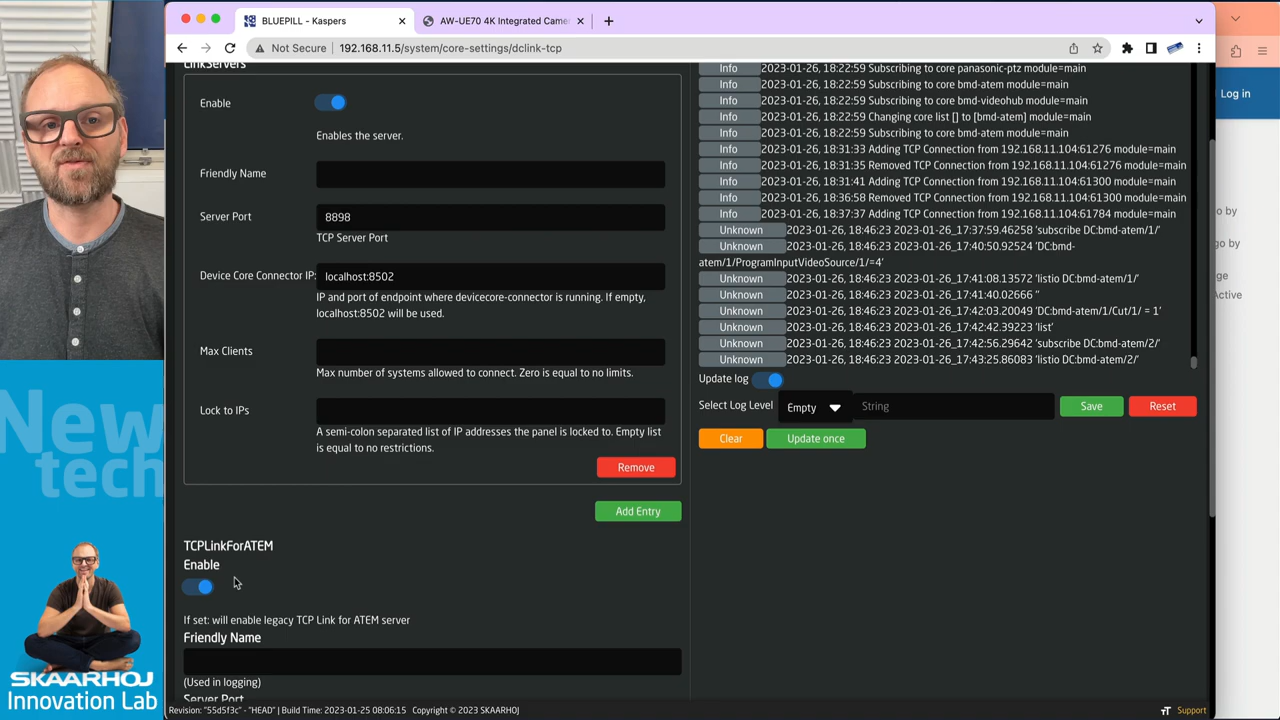 BLUEPILL - Kaspers
AW-UE70 4K Integrated Came
Not Secure
192.168.11.5/system/core-settings/dclink-tcp
Log in
LinkServers
Enable
Enables the server.
Friendly Name
Server Port
8898
TCP Server Port
Device Core Connector IP:
localhost:8502
IP and port of endpoint where devicecore-connector is running. If empty,
localhost:8502 will be used.
Max Clients
Max number of systems allowed to connect. Zero is equal to no limits.
Lock to IPs
A semi-colon separated list of IP addresses the panel is locked to. Empty list
is equal to no restrictions.
Remove
Add Entry
TCPLinkForATEM
Enable
If set: will enable legacy TCP Link for ATEM server
Friendly Name
(Used in logging)
Server Port
Info 2023-01-26, 18:22:59 Subscribing to core panasonic-ptz module=main
Info 2023-01-26, 18:22:59 Subscribing to core bmd-atem module=main
Info 2023-01-26, 18:22:59 Subscribing to core bmd-videohub module=main
Info 2023-01-26, 18:22:59 Changing core list [] to [bmd-atem] module=main
Info 2023-01-26, 18:22:59 Subscribing to core bmd-atem module=main
Info 2023-01-26, 18:31:33 Adding TCP Connection from 192.168.11.104:61276 module=main
Info 2023-01-26, 18:31:35 Removed TCP Connection from 192.168.11.104:61276 module=main
Info 2023-01-26, 18:31:41 Adding TCP Connection from 192.168.11.104:61300 module=main
Info 2023-01-26, 18:36:58 Removed TCP Connection from 192.168.11.104:61300 module=main
Info 2023-01-26, 18:37:37 Adding TCP Connection from 192.168.11.104:61784 module=main
Unknown 2023-01-26, 18:46:23 2023-01-26_17:37:59.46258 'subscribe DC:bmd-atem/1/'
Unknown 2023-01-26, 18:46:23 2023-01-26_17:40:50.92524 'DC:bmd-
atem/1/ProgramInputVideoSource/1/=4'
Unknown 2023-01-26, 18:46:23 2023-01-26_17:41:08.13572 'listio DC:bmd-atem/1/'
Unknown 2023-01-26, 18:46:23 2023-01-26_17:41:40.02666 ''
Unknown 2023-01-26, 18:46:23 2023-01-26_17:42:03.20049 'DC:bmd-atem/1/Cut/1/ = 1'
Unknown 2023-01-26, 18:46:23 2023-01-26_17:42:42.39223 'list'
Unknown 2023-01-26, 18:46:23 2023-01-26_17:42:56.29642 'subscribe DC:bmd-atem/2/'
Unknown 2023-01-26, 18:46:23 2023-01-26_17:43:25.86083 'listio DC:bmd-atem/2/'
Update log
Select Log Level
Empty
String
Save
Reset
Clear
Update once
go by
Active
New
tech
SKAARHOJ
Innovation Lab
Revision: "55d5f3c" - "HEAD" | Build Time: 2023-01-25 08:06:15 Copyright © 2023 SKAARHOJ
Support